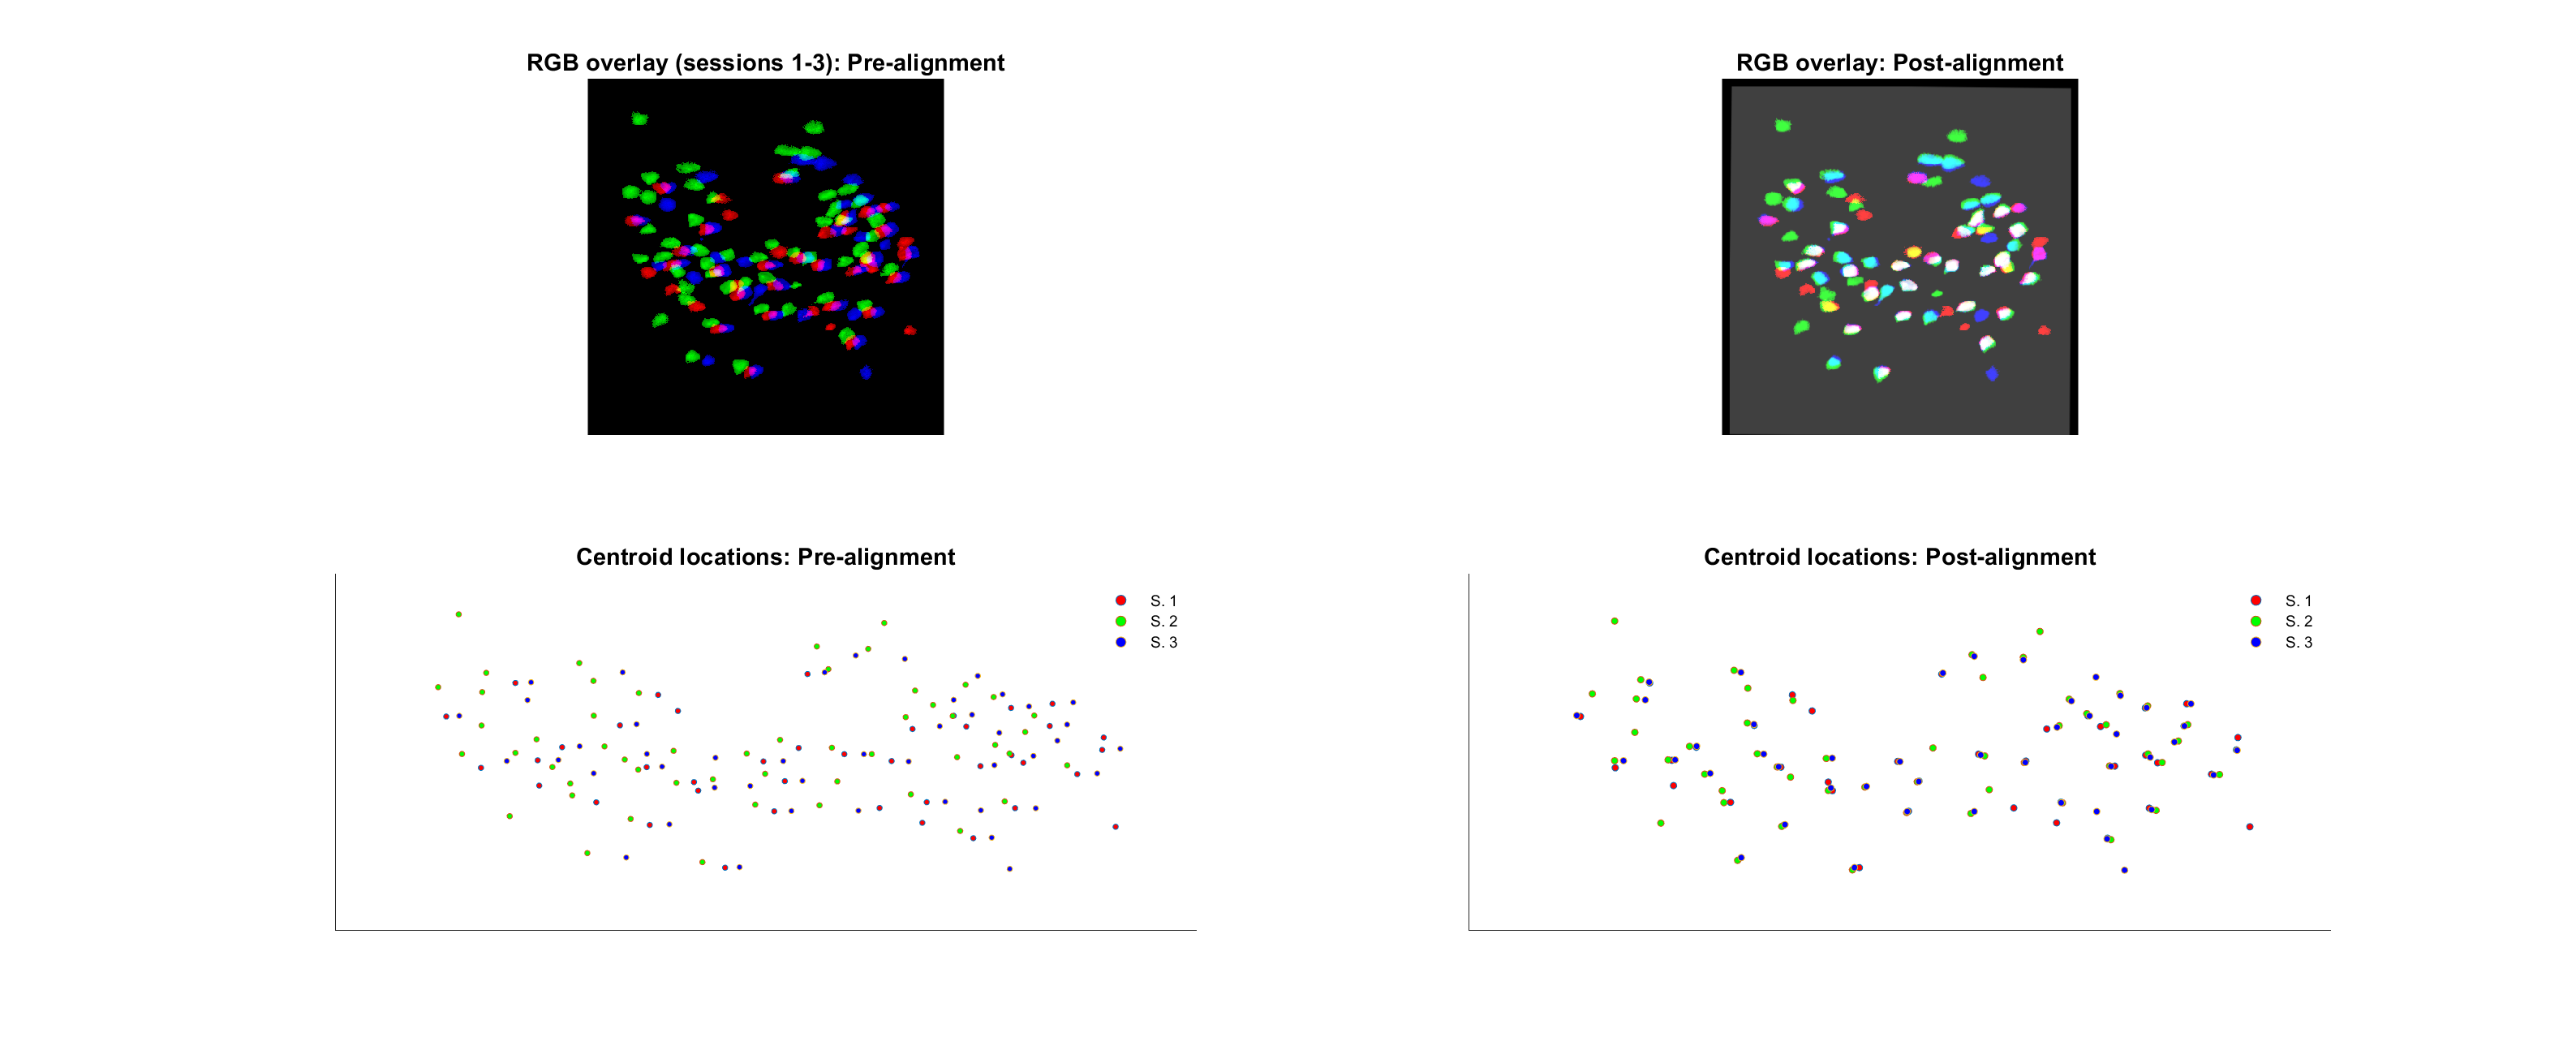 RGB overlay (sessions 1-3): Pre-alignment
RGB overlay: Post-alignment
Centroid locations: Pre-alignment
S. 1
S. 2
S. 3
Centroid locations: Post-alignment
S. 1
S. 2
S. 3